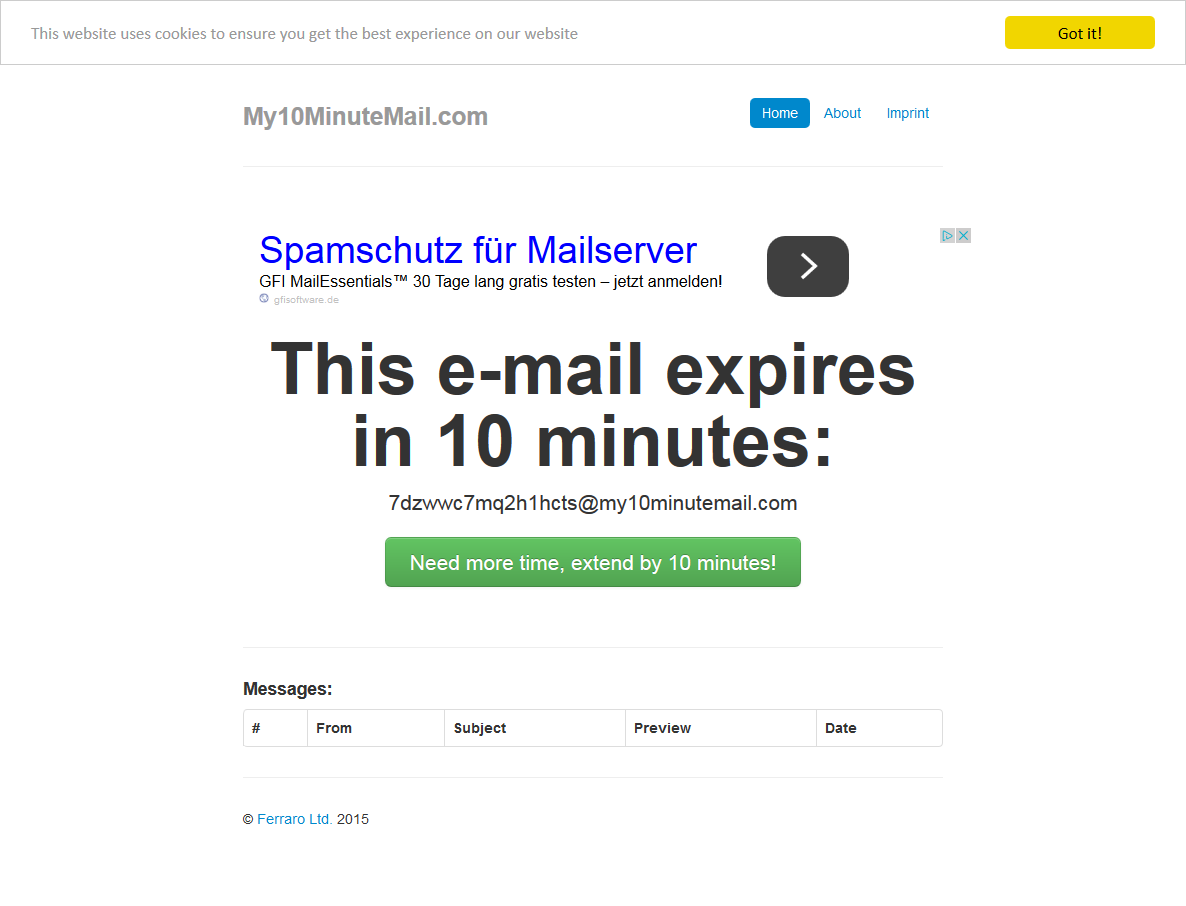 This website uses cookies to ensure you get the best experience on our website
Got it!
My10MinuteMail.com
Home
About
Imprint
Spamschutz für Mailserver
GFI MailEssentials™ 30 Tage lang gratis testen – jetzt anmelden!
gfisoftware.de
This e-mail expires
in 10 minutes:
7dzwwc7mq2h1hcts@my10minutemail.com
Need more time, extend by 10 minutes!
Messages:
# From Subject Preview Date
© Ferraro Ltd. 2015